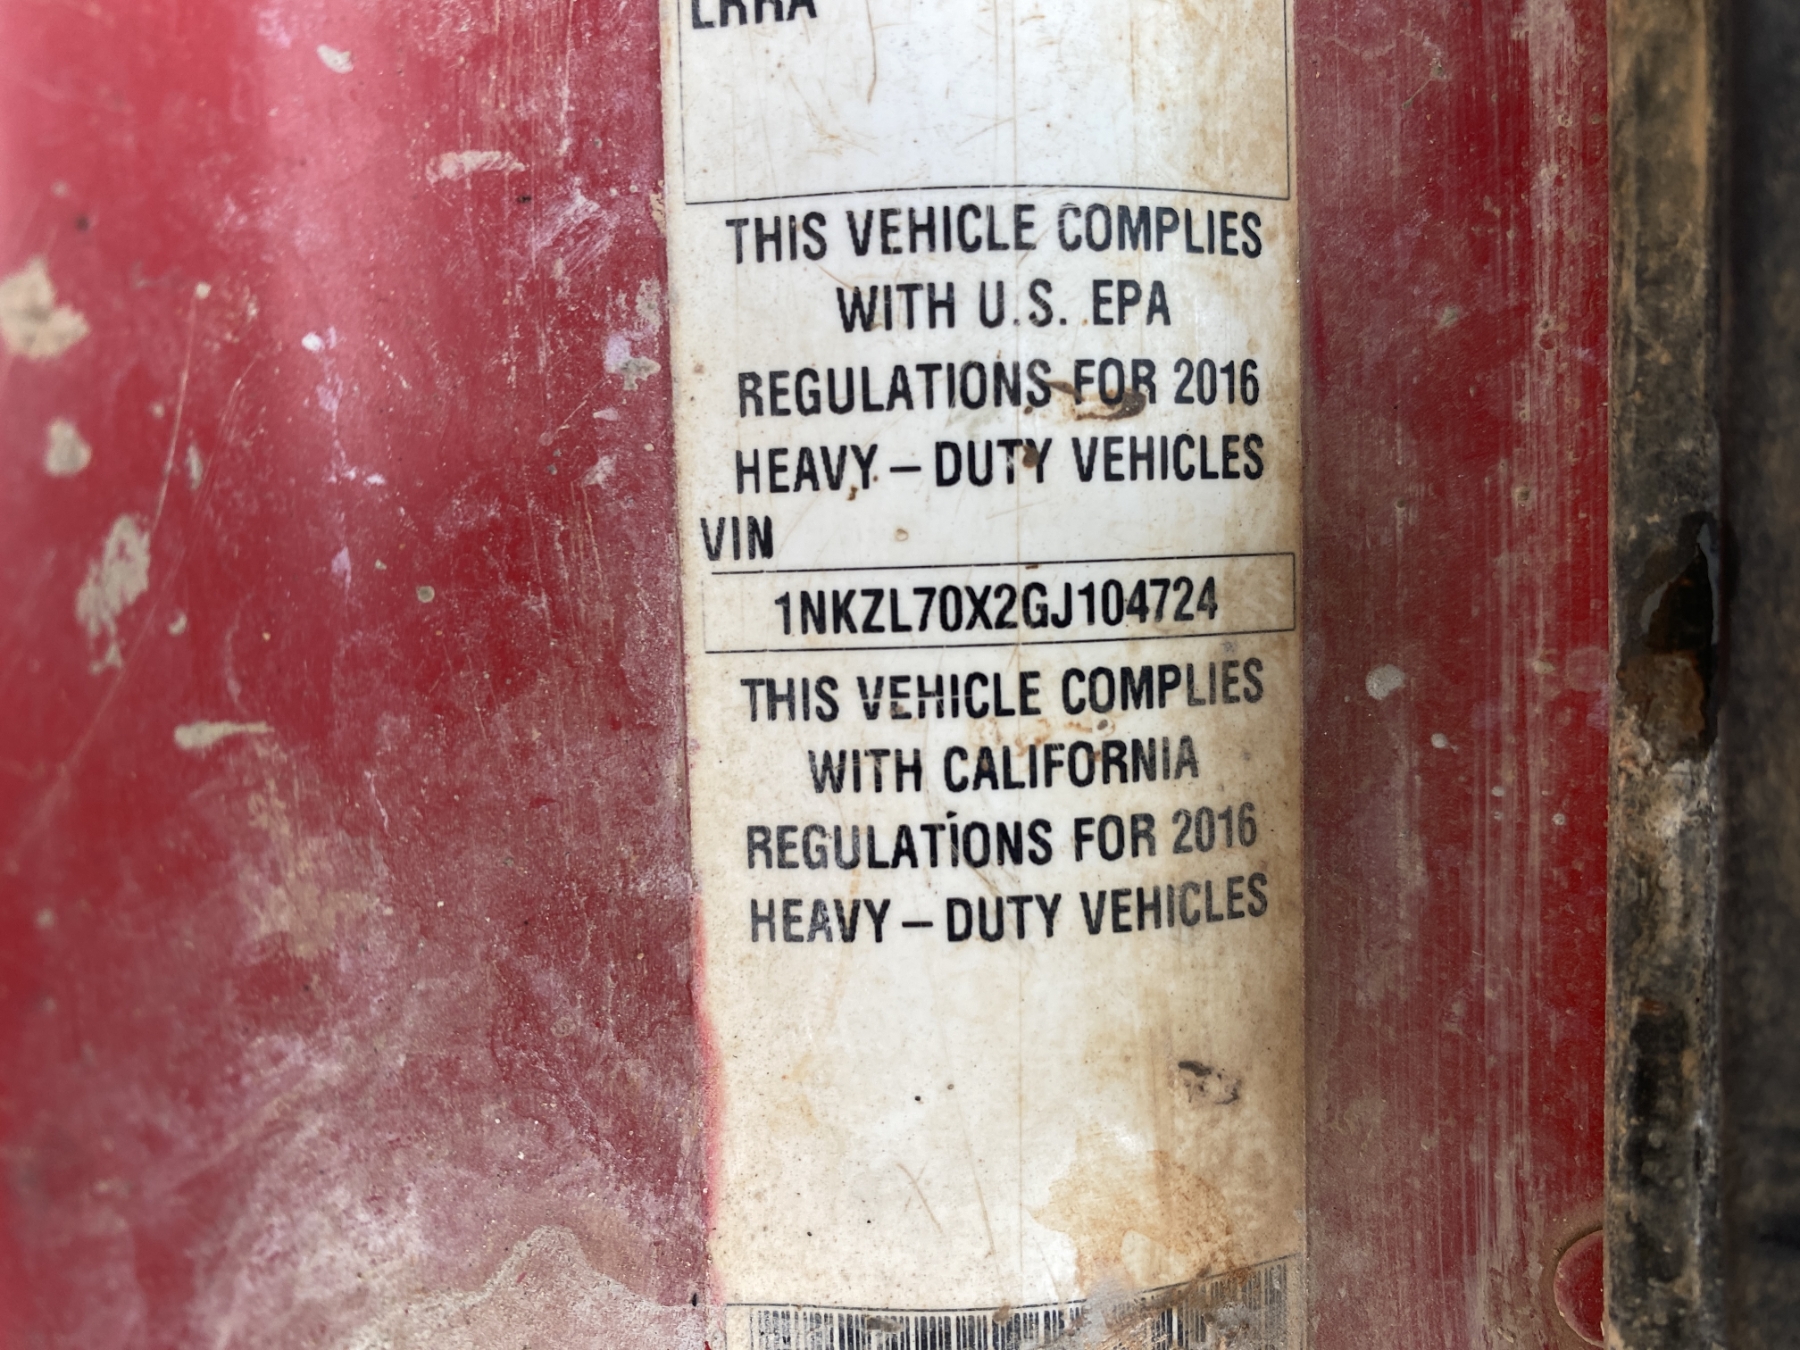 THIS VEHICLE COMPLIES
WITH U.S. EPA
REGULATIONS FOR 2016
HEAVY – DUTY VEHICLES
VIN
1NKZL70X2GJ104724
THIS VEHICLE COMPLIES
WITH CALIFORNIA
REGULATIONS FOR 2016
HEAVY – DUTY VEHICLES